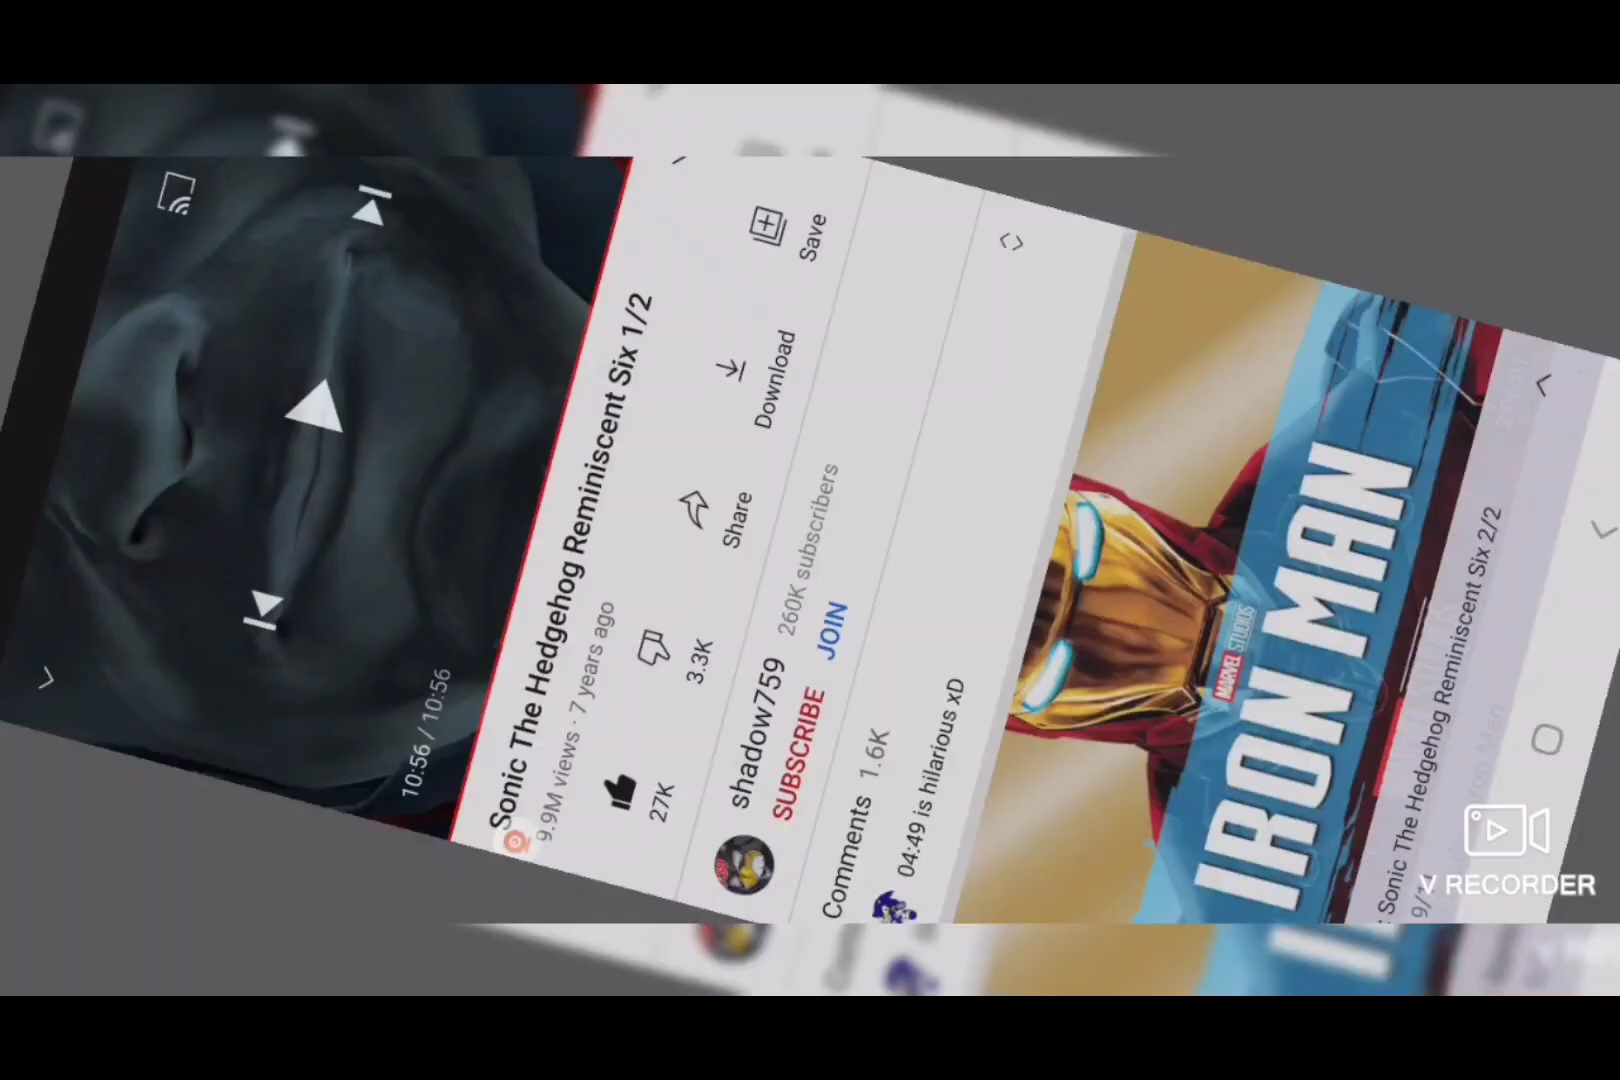 10:56 / 10:56
Sonic The Hedgehog Reminiscent Six 1/2
9.9M views · 7 years ago
27K
3.3K
Share
Download
Save
shadow759
260K subscribers
SUBSCRIBE
JOIN
Comments 1.6K
04:49 is hilarious xD
MARVEL STUDIOS
IRON MAN
: Sonic The Hedgehog Reminiscent Six 2/2
Iron Man
V RECORDER